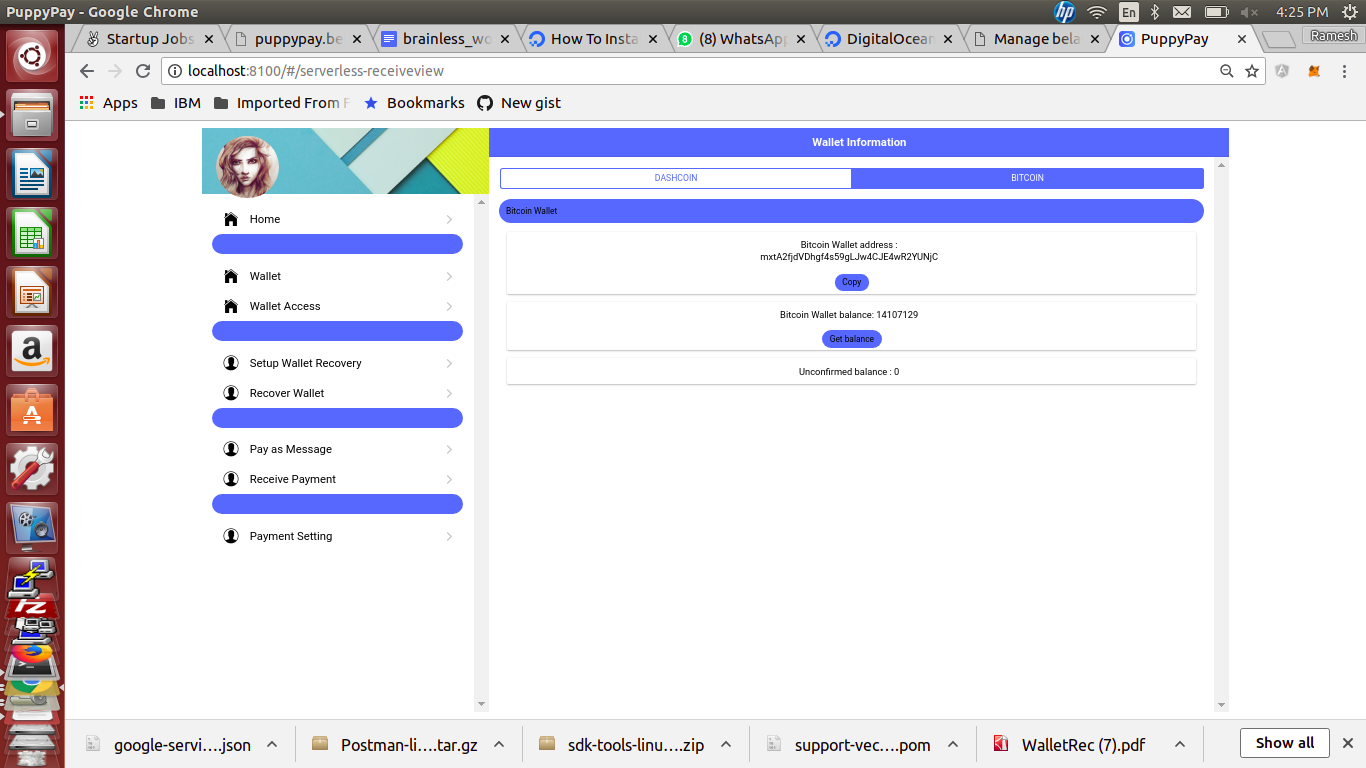 PuppyPay - Google Chrome
En
4:25 PM
Startup Jobs
puppypay.be
brainless_wo
How To Insta
(8) WhatsApp
DigitalOcean
Manage bela
PuppyPay
Ramesh
localhost:8100/#/serverless-receiveview
Apps
IBM
Imported From F
Bookmarks
New gist
Wallet Information
DASHCOIN
BITCOIN
Bitcoin Wallet
Home
Wallet
Wallet Access
Setup Wallet Recovery
Recover Wallet
Pay as Message
Receive Payment
Payment Setting
Bitcoin Wallet address :
mxtA2fjdVDhgf4s59gLJw4CJE4wR2YUNjC
Copy
Bitcoin Wallet balance: 14107129
Get balance
Unconfirmed balance : 0
google-servi....json
Postman-li....tar.gz
sdk-tools-linu....zip
support-vec....pom
WalletRec (7).pdf
Show all